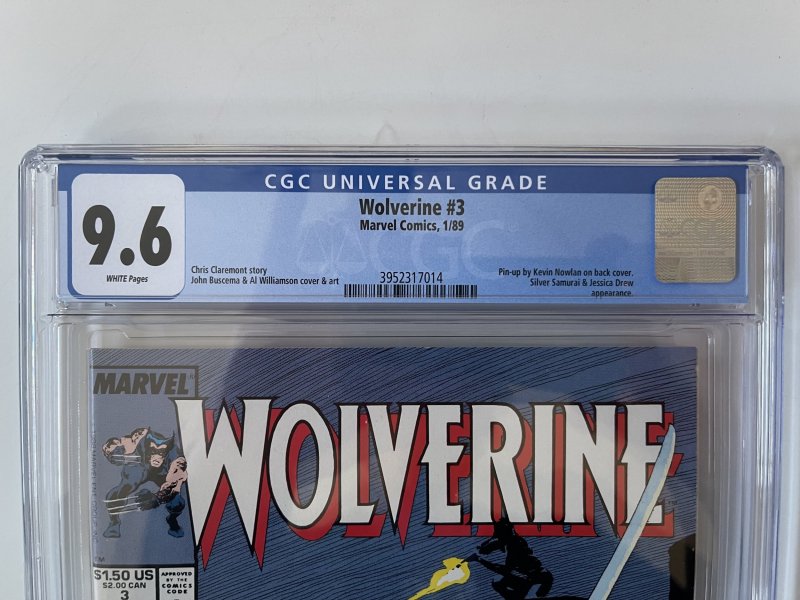 CGC UNIVERSAL GRADE
9.6
WHITE Pages
Wolverine #3
Marvel Comics, 1/89
Chris Claremont story
John Buscema & Al Williamson cover & art
3952317014
Pin-up by Kevin Nowlan on back cover.
Silver Samurai & Jessica Drew
appearance.
CGC
MARVEL
WOLVERINE
TM
$1.50 US
$2.00 CAN
3
APPROVED
BY THE
COMICS
CODE